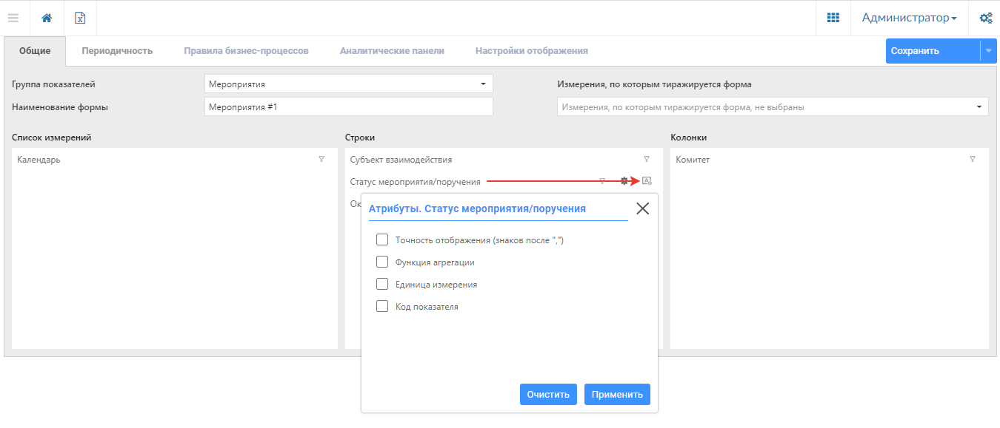 Администратор
Общие Периодичность Правила бизнес-процессов Аналитические панели Настройки отображения Сохранить
Группа показателей Мероприятия Измерения, по которым тиражируется форма
Наименование формы Мероприятия #1 Измерения, по которым тиражируется форма, не выбраны
Список измерений Строки Колонки
Календарь Субъект взаимодействия Комитет
Статус мероприятия/поручения
Ок
Атрибуты. Статус мероприятия/поручения
Точность отображения (знаков после ",")
Функция агрегации
Единица измерения
Код показателя
Очистить Применить